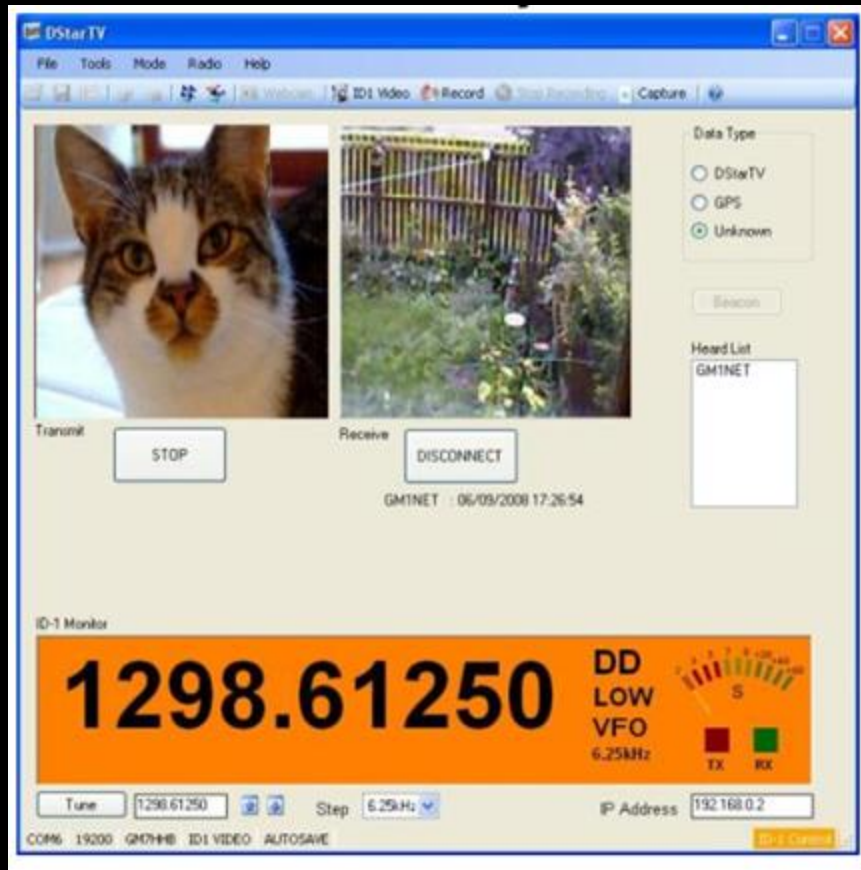 DStarTV
File Tools Mode Radio Help
Webcam ID1 Video Record Stop Recording Capture
Data Type
DStarTV
GPS
Unknown
Beacon
Heard List
GM1NET
Transmit
STOP
Receive
DISCONNECT
GM1NET : 06/09/2008 17:26:54
ID-1 Monitor
1298.61250
DD
LOW
VFO
6.25kHz
S
TX RX
Tune 1298.61250 Step 6.25kHz IP Address 192.168.0.2
COM6 19200 GM7HHB ID1 VIDEO AUTOSAVE ID-1 Control